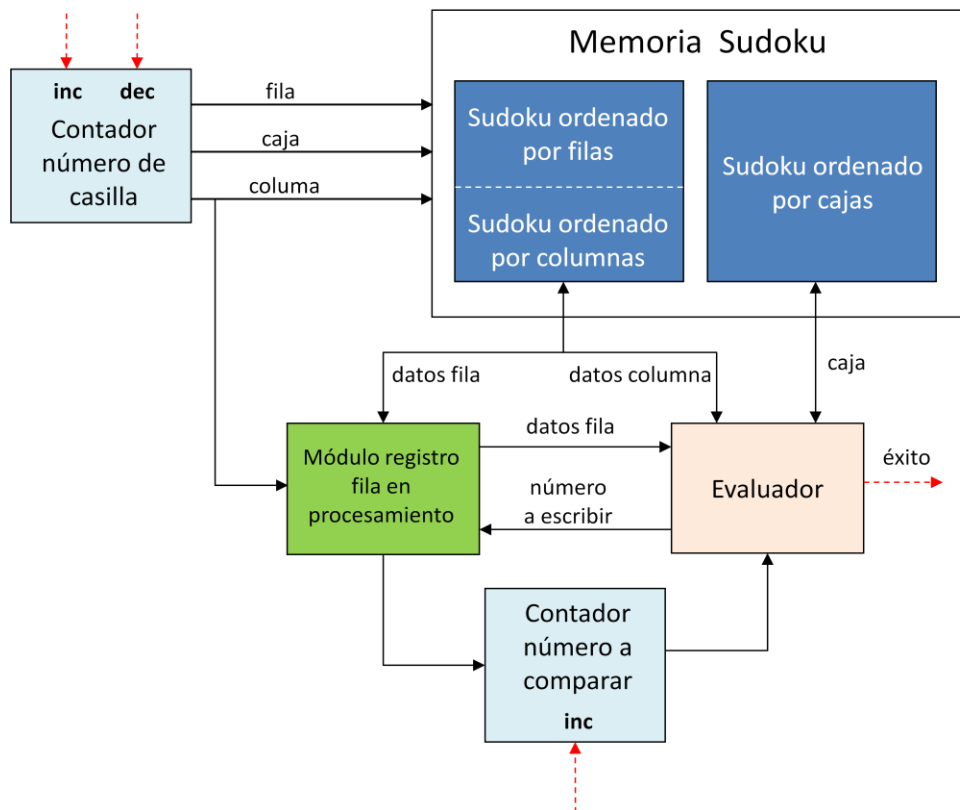 Memoria Sudoku
inc dec
Contador
número de
casilla
fila
caja
columa
Sudoku ordenado
por filas
Sudoku ordenado
por columnas
Sudoku ordenado
por cajas
datos fila
datos columna
caja
Módulo registro
fila en
procesamiento
datos fila
número
a escribir
Evaluador
éxito
Contador
número a
comparar
inc